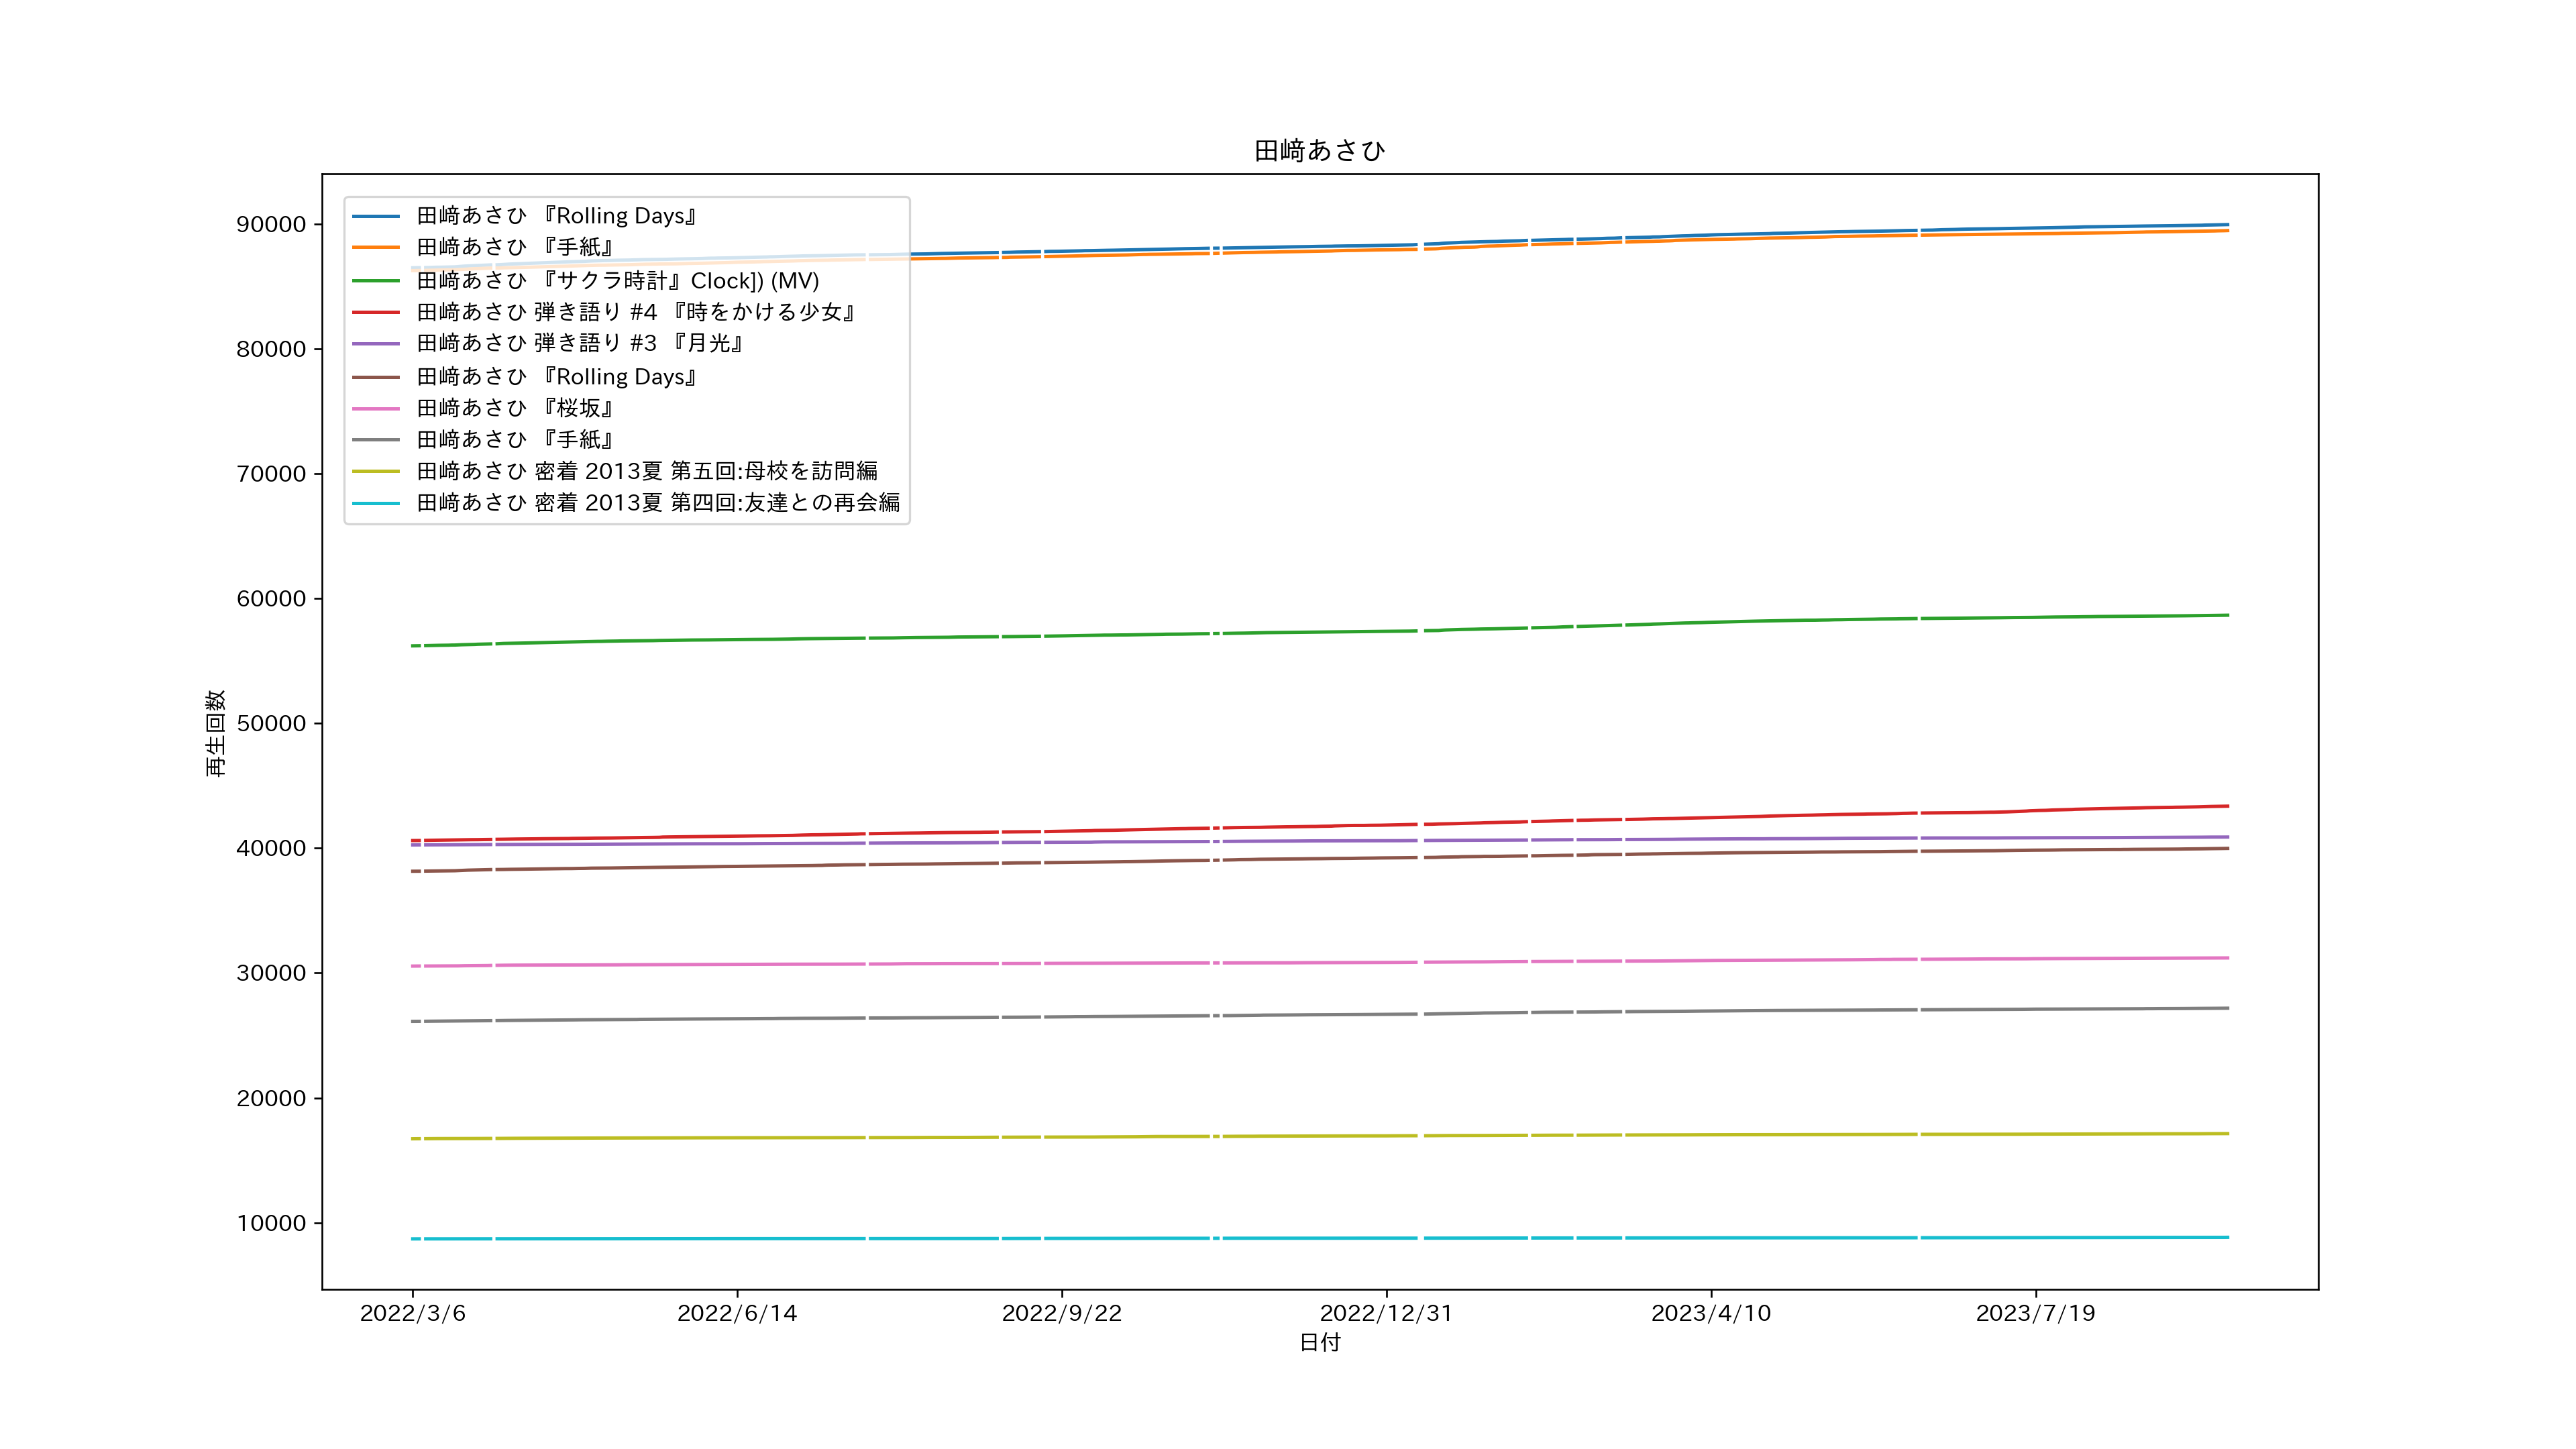 田﨑あさひ
田﨑あさひ 『Rolling Days』
田﨑あさひ 『手紙』
田﨑あさひ 『サクラ時計』Clock]) (MV)
田﨑あさひ 弾き語り #4 『時をかける少女』
田﨑あさひ 弾き語り #3 『月光』
田﨑あさひ 『Rolling Days』
田﨑あさひ 『桜坂』
田﨑あさひ 『手紙』
田﨑あさひ 密着 2013夏 第五回:母校を訪問編
田﨑あさひ 密着 2013夏 第四回:友達との再会編
90000
80000
70000
60000
50000
40000
30000
20000
10000
再生回数
2022/3/6 2022/6/14 2022/9/22 2022/12/31 2023/4/10 2023/7/19
日付